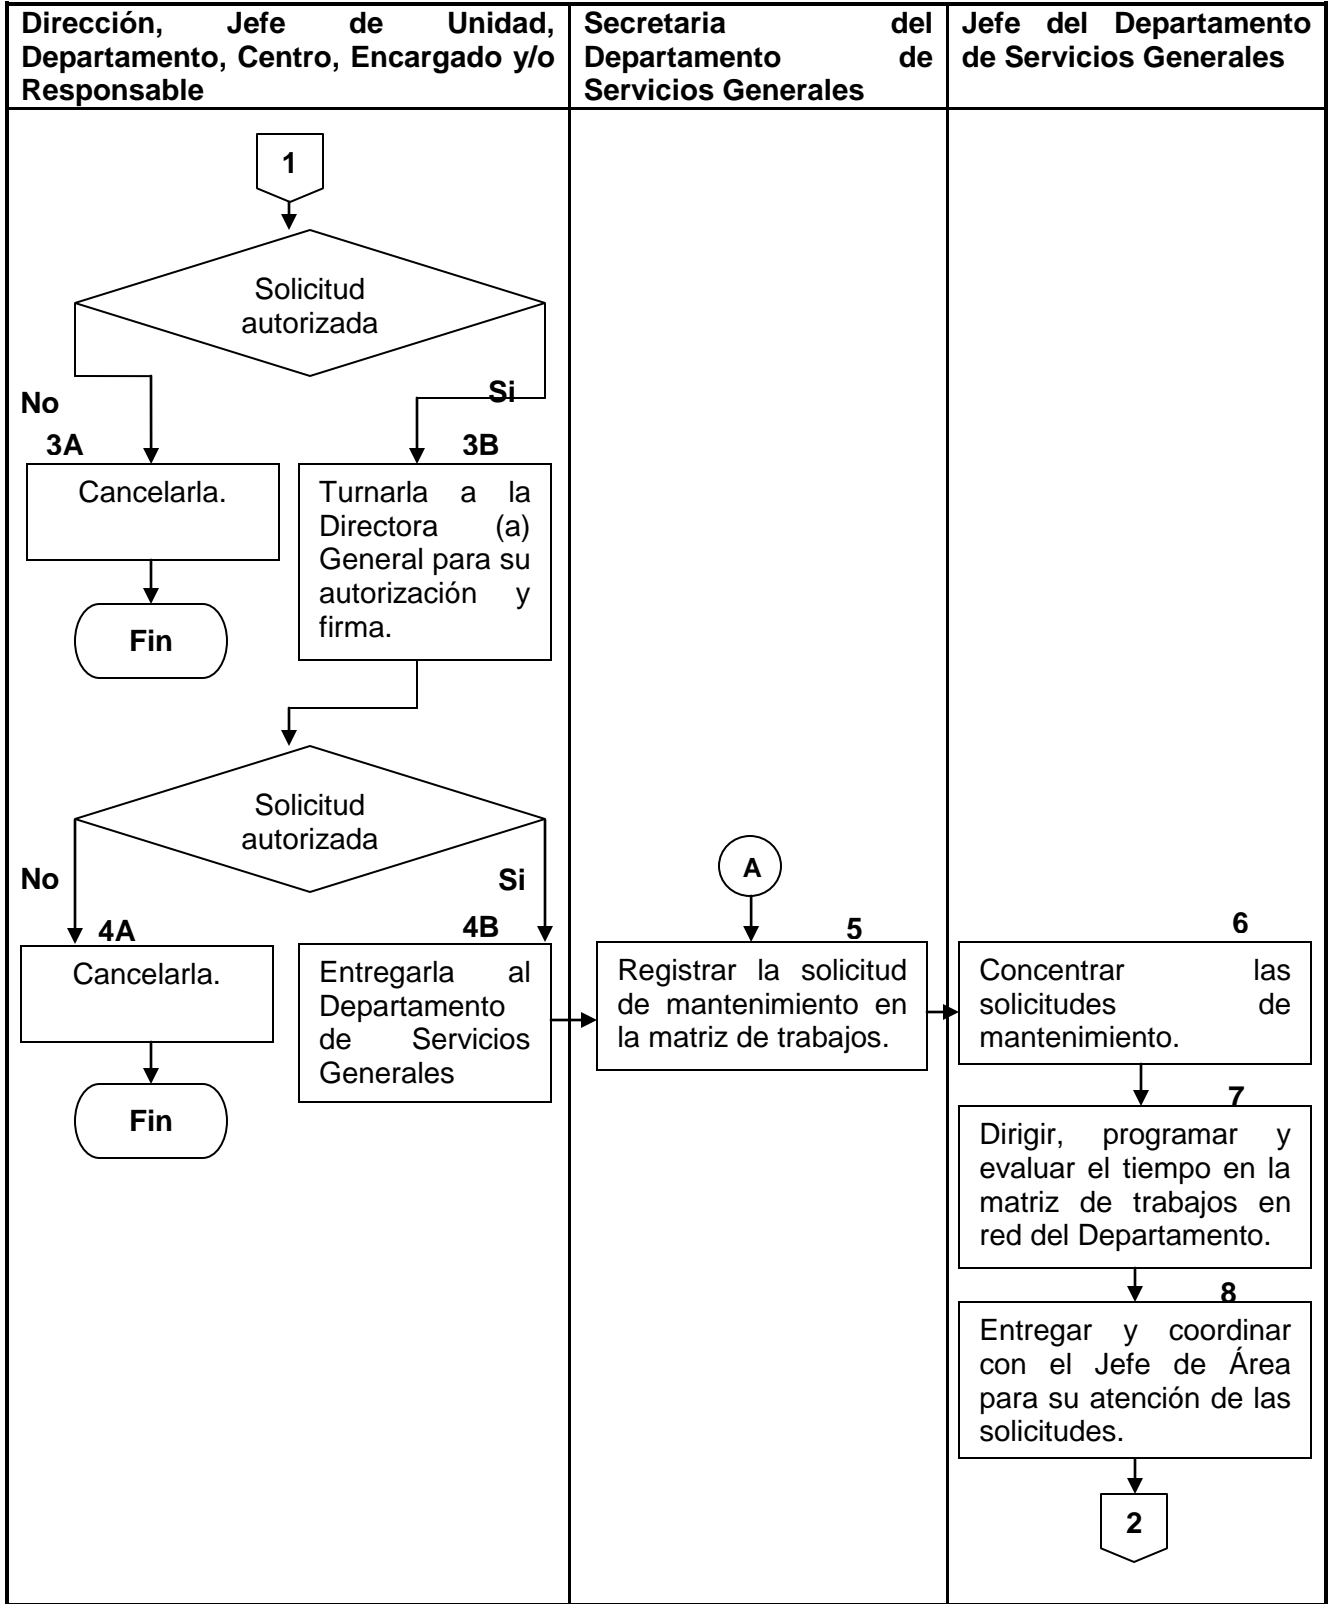 Dirección, Jefe de Unidad,
Departamento, Centro, Encargado y/o
Responsable
Secretaria del
Departamento de
Servicios Generales
Jefe del Departamento
de Servicios Generales
1
Solicitud
autorizada
No
Si
3A
3B
Cancelarla.
Turnarla a la
Directora (a)
General para su
autorización y
firma.
Fin
Solicitud
autorizada
No
Si
4A
4B
Cancelarla.
Entregarla al
Departamento
de Servicios
Generales
Fin
A
5
Registrar la solicitud
de mantenimiento en
la matriz de trabajos.
6
Concentrar las
solicitudes de
mantenimiento.
7
Dirigir, programar y
evaluar el tiempo en la
matriz de trabajos en
red del Departamento.
8
Entregar y coordinar
con el Jefe de Área
para su atención de las
solicitudes.
2